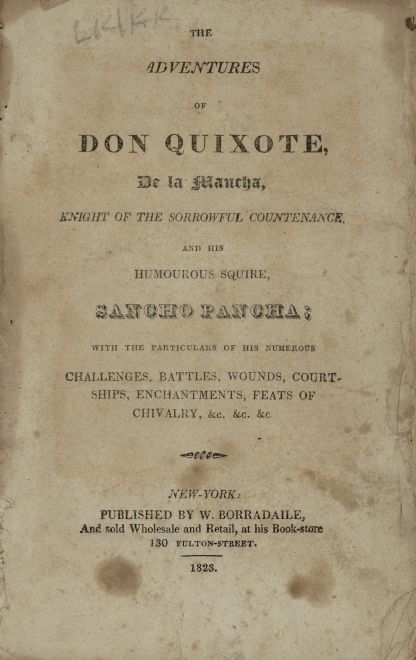 THE
ADVENTURES
OF
DON QUIXOTE,
De la Mancha,
KNIGHT OF THE SORROWFUL COUNTENANCE,
AND HIS
HUMOUROUS SQUIRE,
SANCHO PANCHA;
WITH THE PARTICULARS OF HIS NUMEROUS
CHALLENGES, BATTLES, WOUNDS, COURT-
SHIPS, ENCHANTMENTS, FEATS OF
CHIVALRY, &c. &c. &c
NEW-YORK:
PUBLISHED BY W. BORRADAILE,
And sold Wholesale and Retail, at his Book-store
130 FULTON-STREET.
1823.